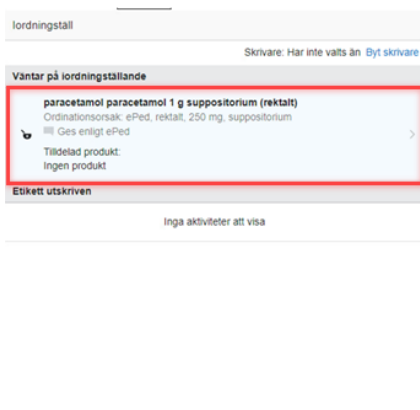 Iordningställ
Skrivare: Har inte valts än Byt skrivare
Väntar på iordningställande
paracetamol paracetamol 1 g suppositorium (rektalt)
Ordinationsorsak: ePed, rektalt, 250 mg, suppositorium
Ges enligt ePed
Tilldelad produkt:
Ingen produkt
Etikett utskriven
Inga aktiviteter att visa